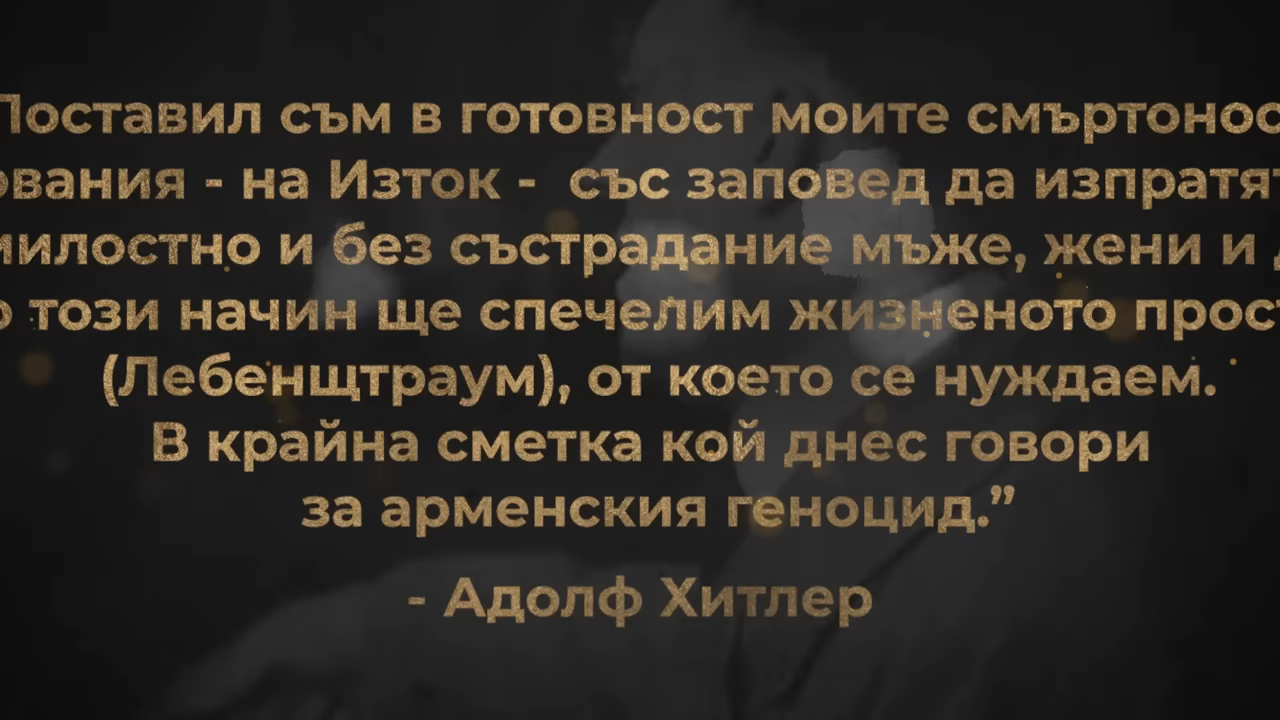 Поставил съм в готовност моите
- на Изток - със заповед да
и без състрадание мъже, жени и
този начин ще спечелим жизненото
(Лебенщтраум), от което се нуждаем.
В крайна сметка кой днес говори
за арменския геноцид.”
- Адолф Хитлер